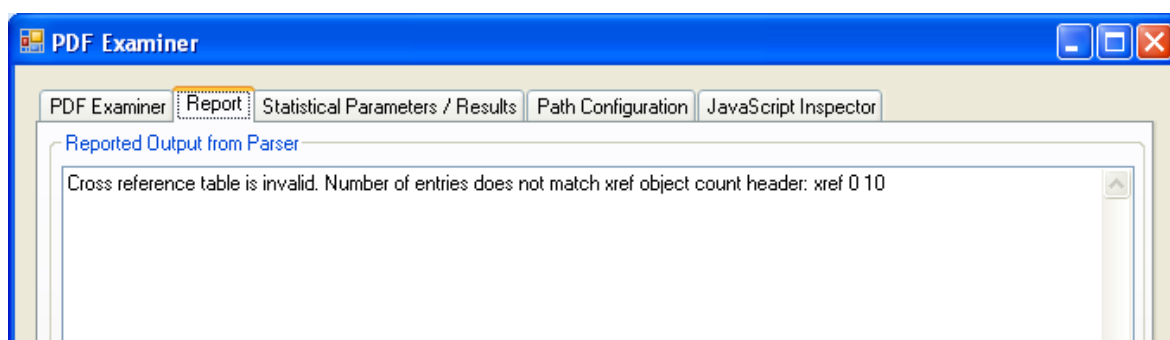 PDF Examiner
PDF Examiner Report Statistical Parameters / Results Path Configuration JavaScript Inspector
Reported Output from Parser
Cross reference table is invalid. Number of entries does not match xref object count header: xref 0 10